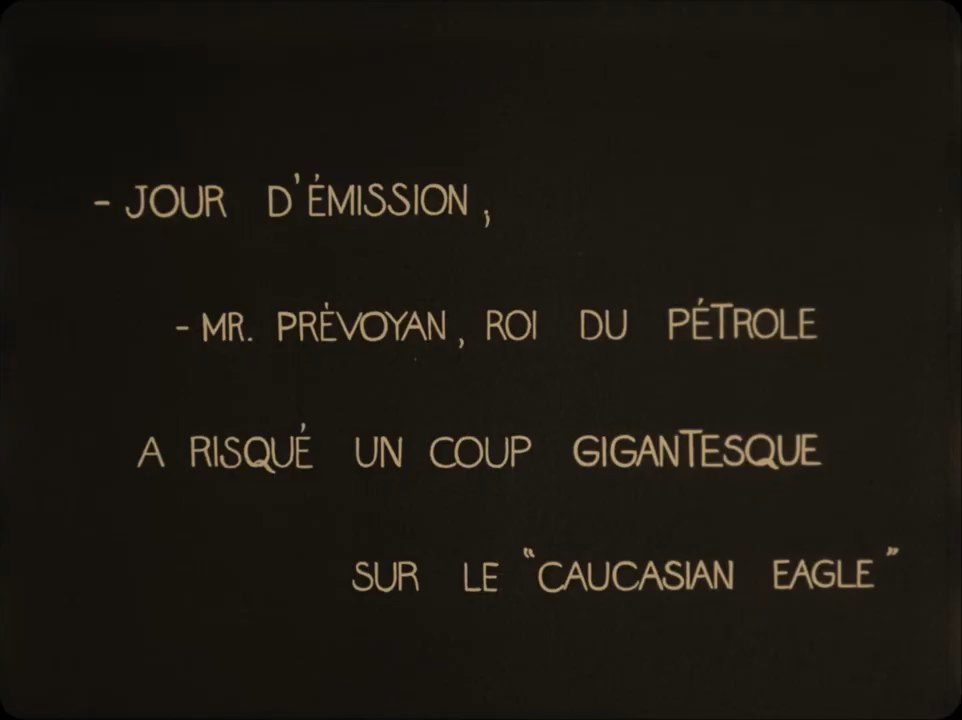 - JOUR D'ÉMISSION,
- MR. PRÉVOYAN, ROI DU PÉTROLE
A RISQUÉ UN COUP GIGANTESQUE
SUR LE "CAUCASIAN EAGLE"